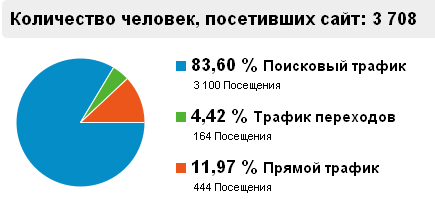 Количество человек, посетивших сайт: 3 708
83,60 % Поисковый трафик
3 100 Посещения
4,42 % Трафик переходов
164 Посещения
11,97 % Прямой трафик
444 Посещения